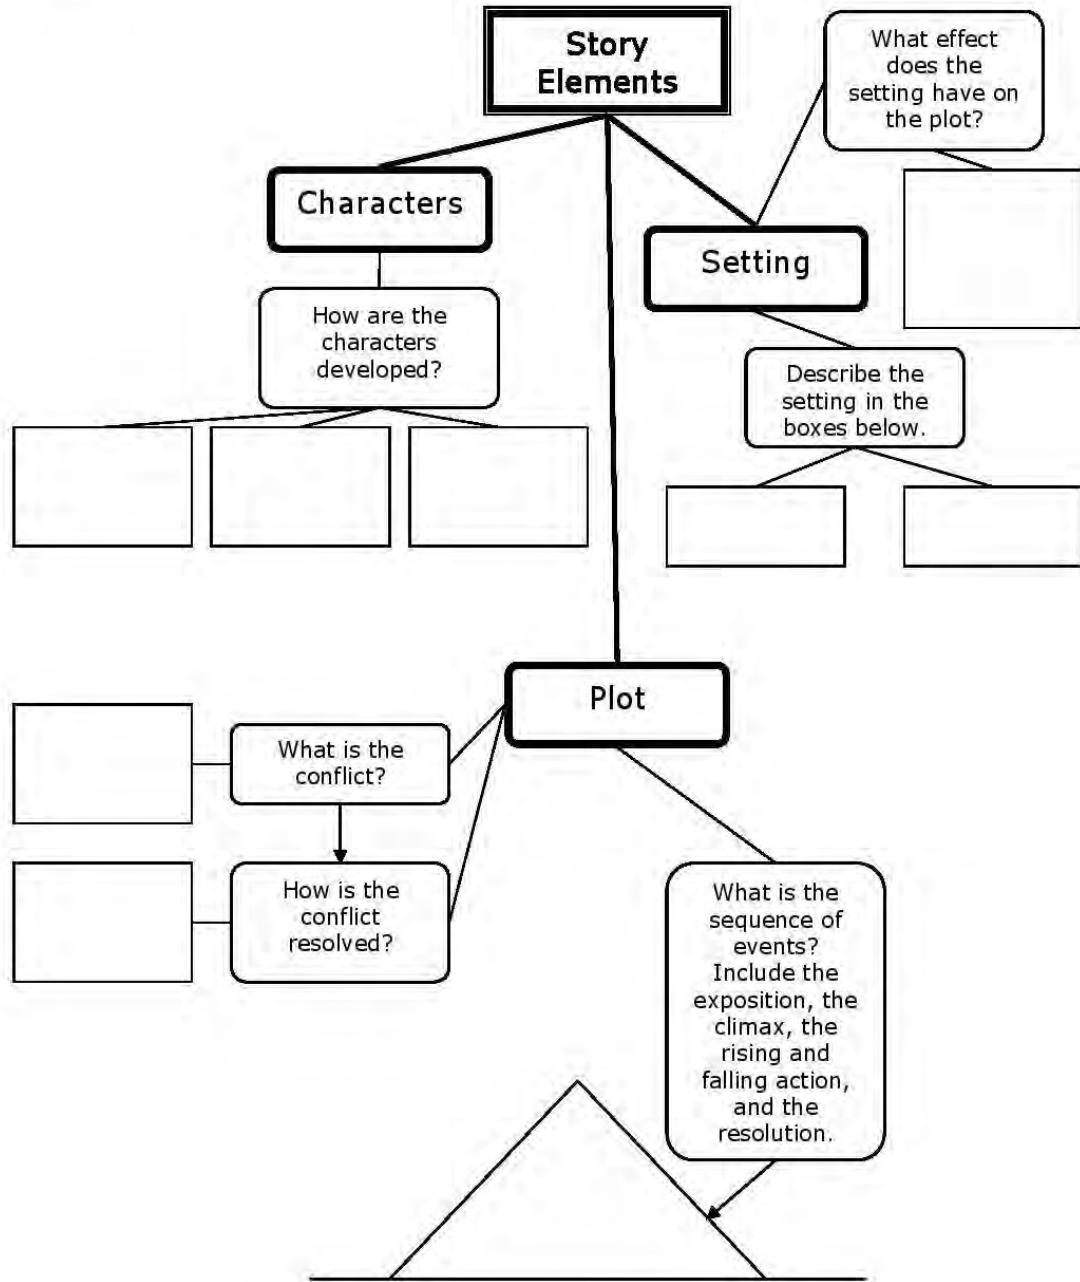 Story
Elements
What effect
does the
setting have on
the plot?
Characters
Setting
How are the
characters
developed?
Describe the
setting in the
boxes below.
Plot
What is the
conflict?
How is the
conflict
resolved?
What is the
sequence of
events?
Include the
exposition, the
climax, the
rising and
falling action,
and the
resolution.